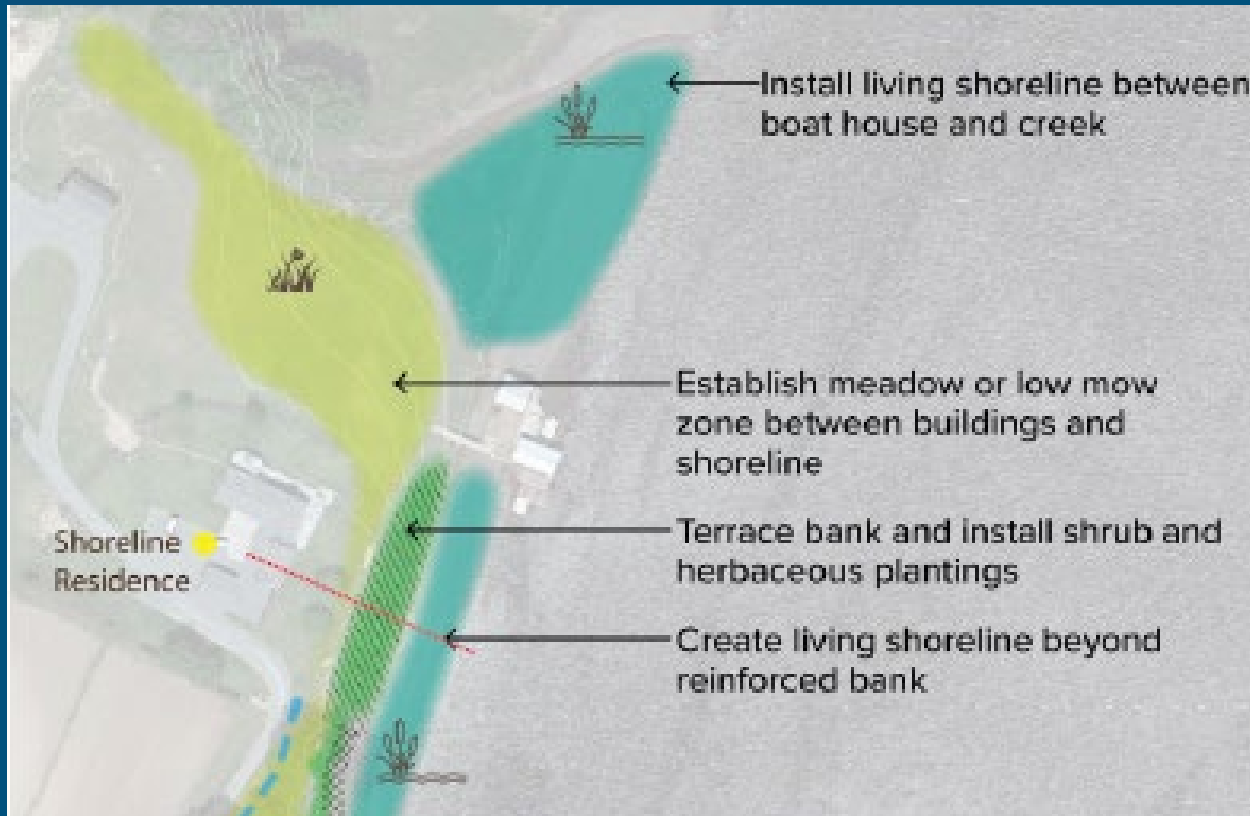 Install living shoreline between
boat house and creek
Establish meadow or low mow
zone between buildings and
shoreline
Shoreline
Residence
Terrace bank and install shrub and
herbaceous plantings
Create living shoreline beyond
reinforced bank